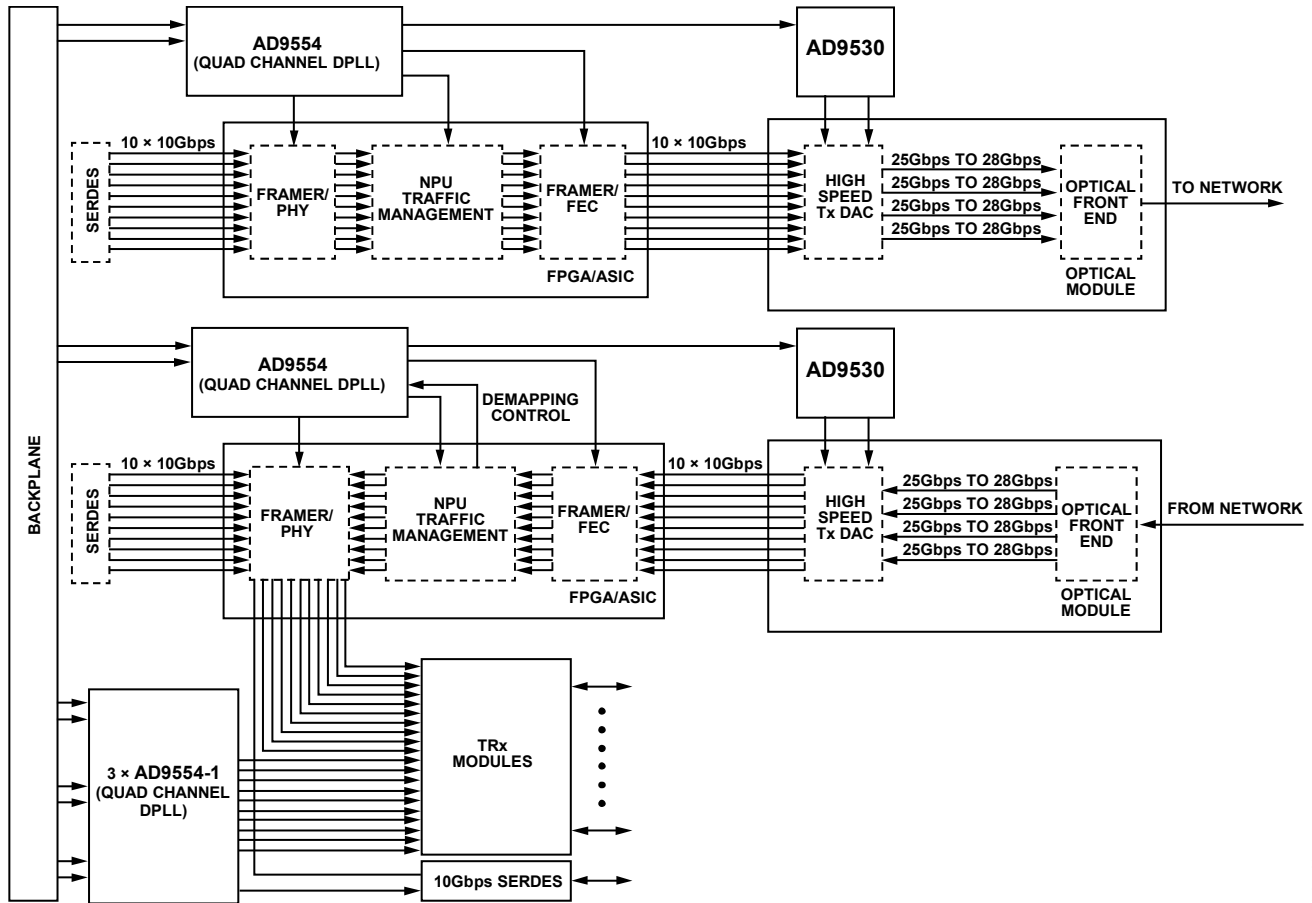 BACKPLANE
AD9554
(QUAD CHANNEL DPLL)
AD9530
SERDES
10 × 10Gbps
FRAMER/
PHY
NPU
TRAFFIC
MANAGEMENT
FRAMER/
FEC
FPGA/ASIC
10 × 10Gbps
HIGH
SPEED
Tx DAC
25Gbps TO 28Gbps
25Gbps TO 28Gbps
25Gbps TO 28Gbps
25Gbps TO 28Gbps
OPTICAL
FRONT
END
OPTICAL
MODULE
TO NETWORK
AD9554
(QUAD CHANNEL DPLL)
DEMAPPING
CONTROL
AD9530
SERDES
10 × 10Gbps
FRAMER/
PHY
NPU
TRAFFIC
MANAGEMENT
FRAMER/
FEC
FPGA/ASIC
10 × 10Gbps
HIGH
SPEED
Tx DAC
25Gbps TO 28Gbps
25Gbps TO 28Gbps
25Gbps TO 28Gbps
25Gbps TO 28Gbps
OPTICAL
FRONT
END
OPTICAL
MODULE
FROM NETWORK
3 × AD9554-1
(QUAD CHANNEL
DPLL)
TRx
MODULES
10Gbps SERDES